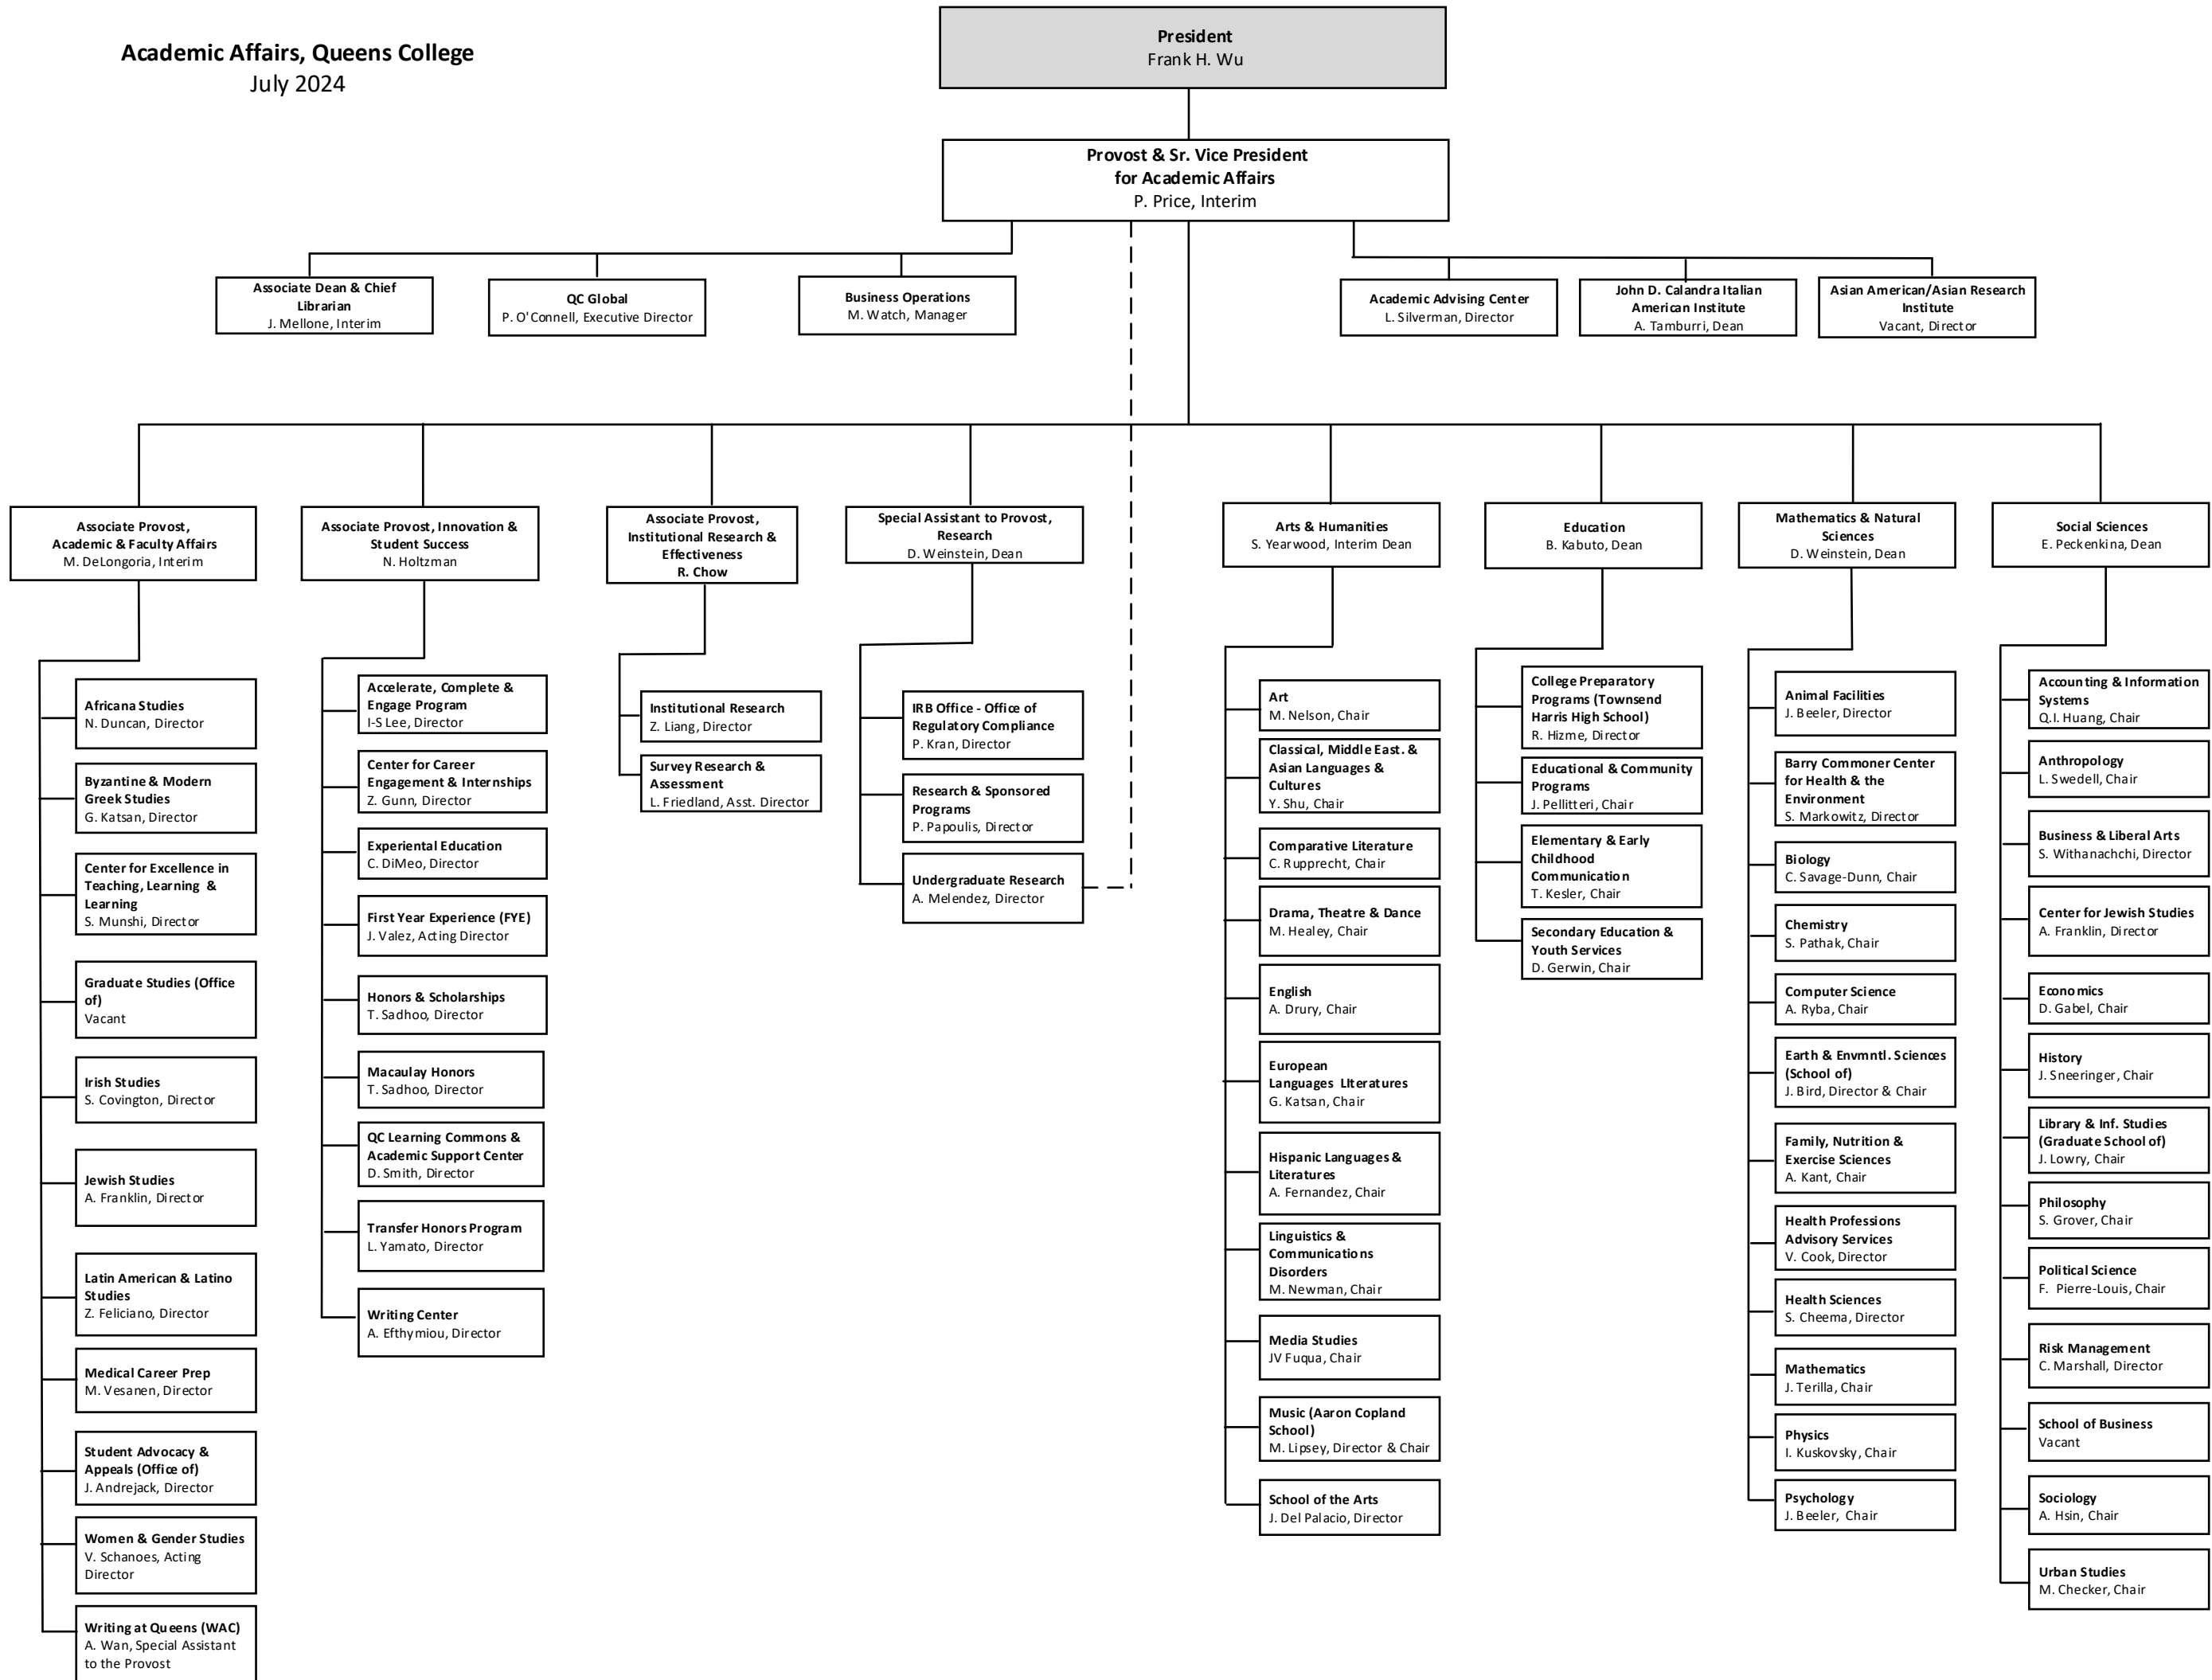 Academic Affairs, Queens College
July 2024
President
Frank H. Wu
Provost & Sr. Vice President
for Academic Affairs
P. Price, Interim
Associate Dean & Chief
Librarian
J. Mellone, Interim
QC Global
P. O'Connell, Executive Director
Business Operations
M. Watch, Manager
Academic Advising Center
L. Silverman, Director
John D. Calandra Italian
American Institute
A. Tamburri, Dean
Asian American/Asian Research
Institute
Vacant, Director
Associate Provost,
Academic & Faculty Affairs
M. DeLongoria, Interim
Associate Provost, Innovation &
Student Success
N. Holtzman
Associate Provost,
Institutional Research &
Effectiveness
R. Chow
Special Assistant to Provost,
Research
D. Weinstein, Dean
Arts & Humanities
S. Yearwood, Interim Dean
Education
B. Kabuto, Dean
Mathematics & Natural
Sciences
D. Weinstein, Dean
Social Sciences
E. Peckenkina, Dean
Africana Studies
N. Duncan, Director
Byzantine & Modern
Greek Studies
G. Katsan, Director
Center for Excellence in
Teaching, Learning &
Learning
S. Munshi, Director
Graduate Studies (Office
of)
Vacant
Irish Studies
S. Covington, Director
Jewish Studies
A. Franklin, Director
Latin American & Latino
Studies
Z. Feliciano, Director
Medical Career Prep
M. Vesanen, Director
Student Advocacy &
Appeals (Office of)
J. Andrejack, Director
Women & Gender Studies
V. Schanoes, Acting
Director
Writing at Queens (WAC)
A. Wan, Special Assistant
to the Provost
Accelerate, Complete &
Engage Program
I-S Lee, Director
Center for Career
Engagement & Internships
Z. Gunn, Director
Experiental Education
C. DiMeo, Director
First Year Experience (FYE)
J. Valez, Acting Director
Honors & Scholarships
T. Sadhoo, Director
Macaulay Honors
T. Sadhoo, Director
QC Learning Commons &
Academic Support Center
D. Smith, Director
Transfer Honors Program
L. Yamato, Director
Writing Center
A. Efthymiou, Director
Institutional Research
Z. Liang, Director
Survey Research &
Assessment
L. Friedland, Asst. Director
IRB Office - Office of
Regulatory Compliance
P. Kran, Director
Research & Sponsored
Programs
P. Papoulis, Director
Undergraduate Research
A. Melendez, Director
Art
M. Nelson, Chair
Classical, Middle East. &
Asian Languages &
Cultures
Y. Shu, Chair
Comparative Literature
C. Rupprecht, Chair
Drama, Theatre & Dance
M. Healey, Chair
English
A. Drury, Chair
European
Languages LIteratures
G. Katsan, Chair
Hispanic Languages &
Literatures
A. Fernandez, Chair
Linguistics &
Communications
Disorders
M. Newman, Chair
Media Studies
JV Fuqua, Chair
Music (Aaron Copland
School)
M. Lipsey, Director & Chair
School of the Arts
J. Del Palacio, Director
College Preparatory
Programs (Townsend
Harris High School)
R. Hizme, Director
Educational & Community
Programs
J. Pellitteri, Chair
Elementary & Early
Childhood
Communication
T. Kesler, Chair
Secondary Education &
Youth Services
D. Gerwin, Chair
Animal Facilities
J. Beeler, Director
Barry Commoner Center
for Health & the
Environment
S. Markowitz, Director
Biology
C. Savage-Dunn, Chair
Chemistry
S. Pathak, Chair
Computer Science
A. Ryba, Chair
Earth & Envmntl. Sciences
(School of)
J. Bird, Director & Chair
Family, Nutrition &
Exercise Sciences
A. Kant, Chair
Health Professions
Advisory Services
V. Cook, Director
Health Sciences
S. Cheema, Director
Mathematics
J. Terilla, Chair
Physics
I. Kuskovsky, Chair
Psychology
J. Beeler, Chair
Accounting & Information
Systems
Q.I. Huang, Chair
Anthropology
L. Swedell, Chair
Business & Liberal Arts
S. Withanachchi, Director
Center for Jewish Studies
A. Franklin, Director
Economics
D. Gabel, Chair
History
J. Sneeringer, Chair
Library & Inf. Studies
(Graduate School of)
J. Lowry, Chair
Philosophy
S. Grover, Chair
Political Science
F. Pierre-Louis, Chair
Risk Management
C. Marshall, Director
School of Business
Vacant
Sociology
A. Hsin, Chair
Urban Studies
M. Checker, Chair